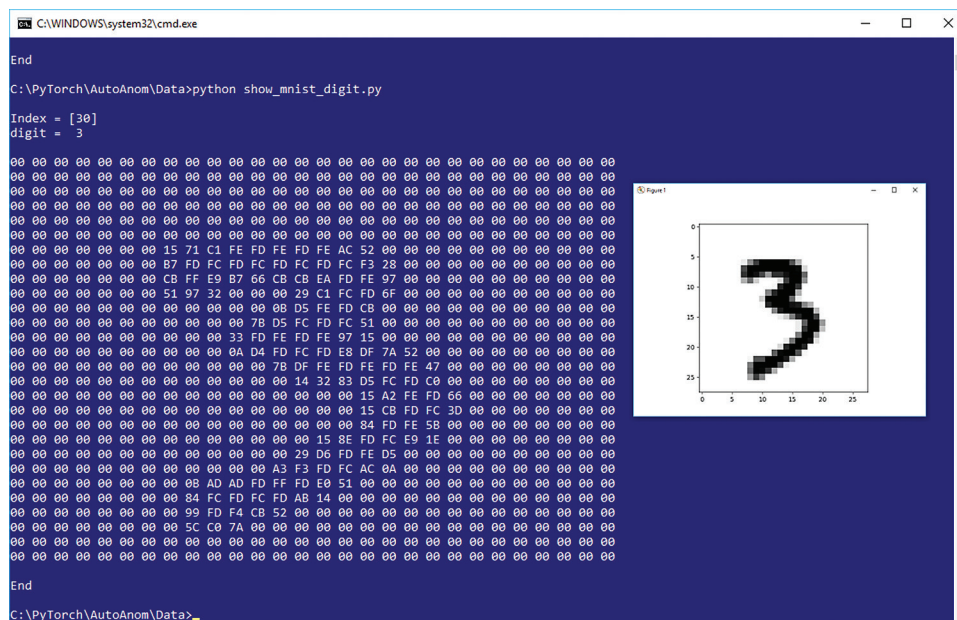 C:\WINDOWS\system32\cmd.exe
End
C:\PyTorch\AutoAnom\Data>python show_mnist_digit.py
Index = [30]
digit =  3
00 00 00 00 00 00 00 00 00 00 00 00 00 00 00 00 00 00 00 00 00 00 00 00 00 00 00 00
00 00 00 00 00 00 00 00 00 00 00 00 00 00 00 00 00 00 00 00 00 00 00 00 00 00 00 00
00 00 00 00 00 00 00 00 00 00 00 00 00 00 00 00 00 00 00 00 00 00 00 00 00 00 00 00
00 00 00 00 00 00 00 00 00 00 00 00 00 00 00 00 00 00 00 00 00 00 00 00 00 00 00 00
00 00 00 00 00 00 00 00 00 00 00 00 00 00 00 00 00 00 00 00 00 00 00 00 00 00 00 00
00 00 00 00 00 00 00 00 00 00 00 00 00 00 00 00 00 00 00 00 00 00 00 00 00 00 00 00
00 00 00 00 00 00 00 15 71 C1 FE FD FE FD FE AC 52 00 00 00 00 00 00 00 00 00 00 00
00 00 00 00 00 00 00 B7 FD FC FD FC FD FC FD FC F3 28 00 00 00 00 00 00 00 00 00 00
00 00 00 00 00 00 00 CB FF E9 B7 66 CB CB EA FD FE 97 00 00 00 00 00 00 00 00 00 00
00 00 00 00 00 00 00 51 97 32 00 00 00 29 C1 FC FD 6F 00 00 00 00 00 00 00 00 00 00
00 00 00 00 00 00 00 00 00 00 00 00 0B D5 FE FD CB 00 00 00 00 00 00 00 00 00 00 00
00 00 00 00 00 00 00 00 00 00 00 7B D5 FC FD FC 51 00 00 00 00 00 00 00 00 00 00 00
00 00 00 00 00 00 00 00 00 00 33 FD FE FD FE 97 15 00 00 00 00 00 00 00 00 00 00 00
00 00 00 00 00 00 00 00 00 00 0A D4 FD FC FD E8 DF 7A 52 00 00 00 00 00 00 00 00 00
00 00 00 00 00 00 00 00 00 00 00 00 7B DF FE FD FE FD FE 47 00 00 00 00 00 00 00 00
00 00 00 00 00 00 00 00 00 00 00 00 00 14 32 83 D5 FC FD C0 00 00 00 00 00 00 00 00
00 00 00 00 00 00 00 00 00 00 00 00 00 00 00 00 15 A2 FE FD 66 00 00 00 00 00 00 00
00 00 00 00 00 00 00 00 00 00 00 00 00 00 00 00 15 CB FD FC 3D 00 00 00 00 00 00 00
00 00 00 00 00 00 00 00 00 00 00 00 00 00 00 00 84 FD FE 5B 00 00 00 00 00 00 00 00
00 00 00 00 00 00 00 00 00 00 00 00 00 00 15 8E FD FC E9 1E 00 00 00 00 00 00 00 00
00 00 00 00 00 00 00 00 00 00 00 00 00 29 D6 FD FE D5 00 00 00 00 00 00 00 00 00 00
00 00 00 00 00 00 00 00 00 00 00 00 A3 F3 FD FC AC 0A 00 00 00 00 00 00 00 00 00 00
00 00 00 00 00 00 00 00 0B AD AD FD FF FD E0 51 00 00 00 00 00 00 00 00 00 00 00 00
00 00 00 00 00 00 00 00 84 FC FD FC FD AB 14 00 00 00 00 00 00 00 00 00 00 00 00 00
00 00 00 00 00 00 00 00 99 FD F4 CB 52 00 00 00 00 00 00 00 00 00 00 00 00 00 00 00
00 00 00 00 00 00 00 00 5C C0 7A 00 00 00 00 00 00 00 00 00 00 00 00 00 00 00 00 00
00 00 00 00 00 00 00 00 00 00 00 00 00 00 00 00 00 00 00 00 00 00 00 00 00 00 00 00
00 00 00 00 00 00 00 00 00 00 00 00 00 00 00 00 00 00 00 00 00 00 00 00 00 00 00 00
End
C:\PyTorch\AutoAnom\Data>_
Figure 1
0
5
10
15
20
25
0 5 10 15 20 25